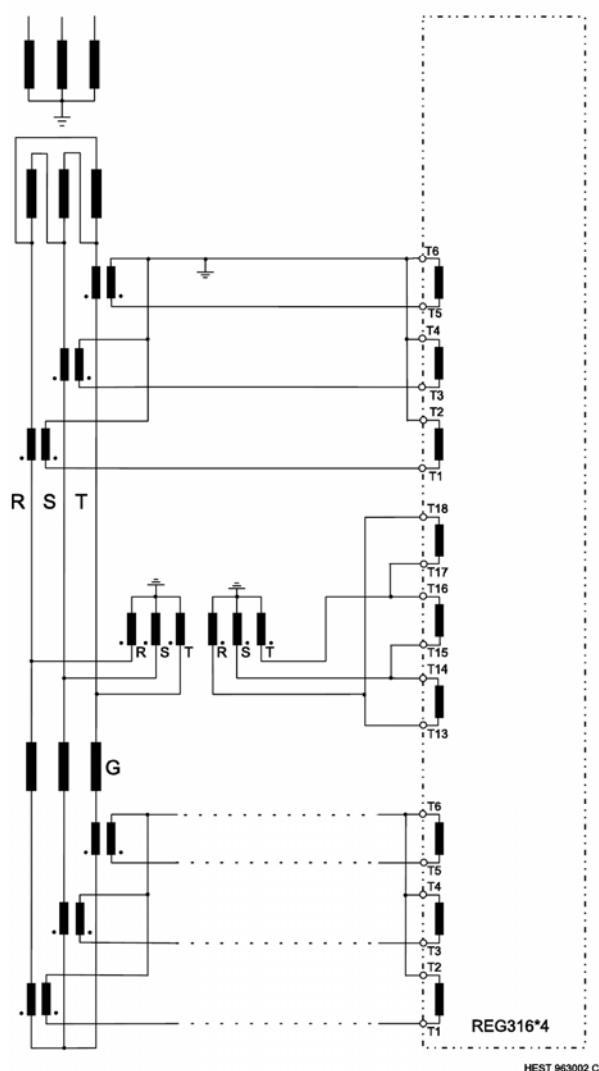 T6
T5
T4
T3
T2
T1
R S T
T18
T17
T16
T15
R S T
R S T
T14
T13
G
T6
T5
T4
T3
T2
T1
REG316*4
HEST 963002 C